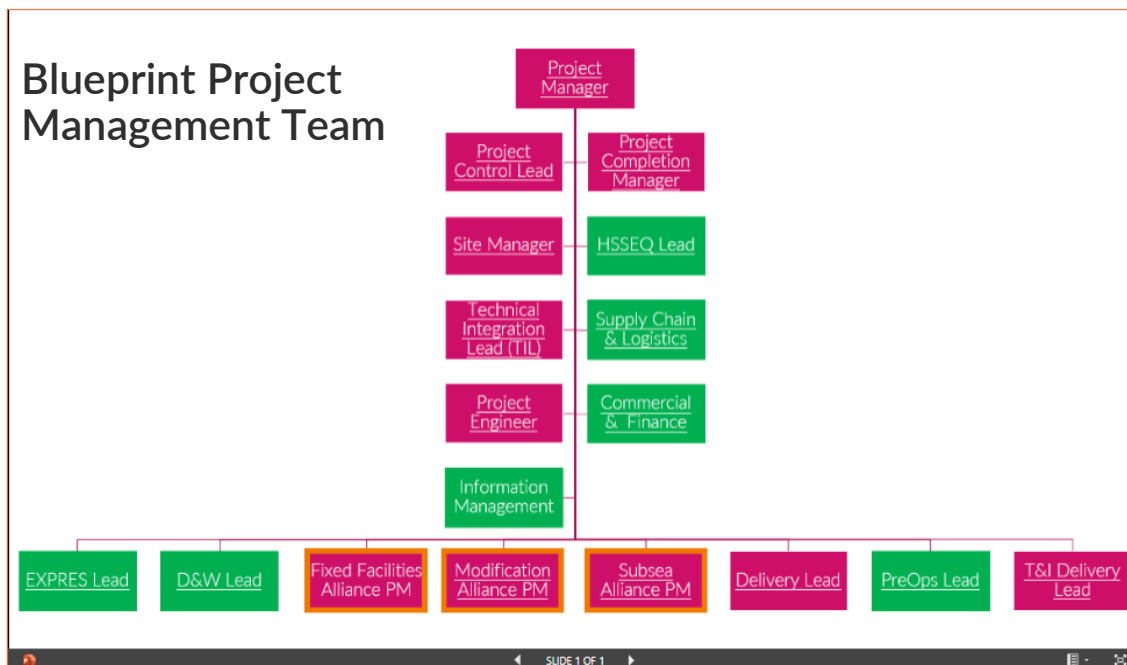 Blueprint Project
Management Team
Project
Manager
Project
Control Lead
Project
Completion
Manager
Site Manager
HSSEQ Lead
Technical
Integration
Lead (TIL)
Supply Chain
& Logistics
Project
Engineer
Commercial
& Finance
Information
Management
EXPRES Lead
D&W Lead
Fixed Facilities
Alliance PM
Modification
Alliance PM
Subsea
Alliance PM
Delivery Lead
PreOps Lead
T&I Delivery
Lead
SLIDE 1 OF 1